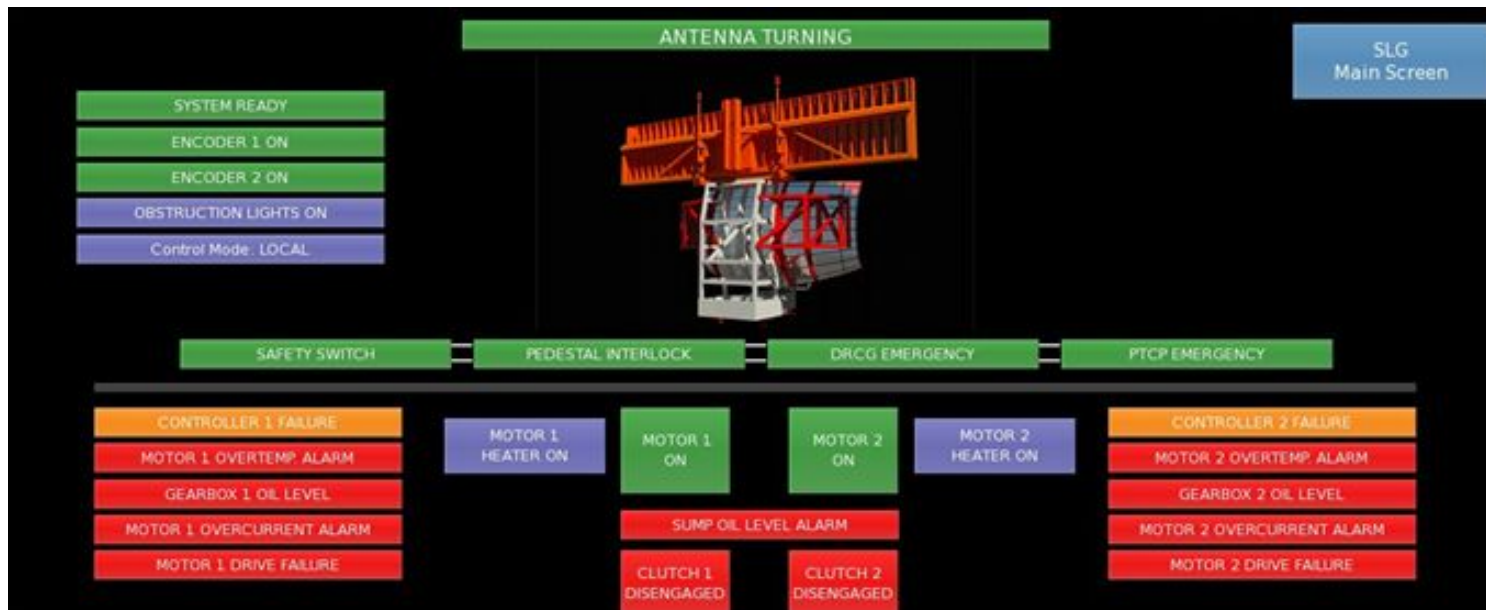 ANTENNA TURNING
SLG
Main Screen
SYSTEM READY
ENCODER 1 ON
ENCODER 2 ON
OBSTRUCTION LIGHTS ON
Control Mode: LOCAL
SAFETY SWITCH
PEDESTAL INTERLOCK
DRCG EMERGENCY
PTCP EMERGENCY
CONTROLLER 1 FAILURE
MOTOR 1 OVERTEMP. ALARM
GEARBOX 1 OIL LEVEL
MOTOR 1 OVERCURRENT ALARM
MOTOR 1 DRIVE FAILURE
MOTOR 1
HEATER ON
MOTOR 1
ON
MOTOR 2
ON
MOTOR 2
HEATER ON
SUMP OIL LEVEL ALARM
CLUTCH 1
DISENGAGED
CLUTCH 2
DISENGAGED
CONTROLLER 2 FAILURE
MOTOR 2 OVERTEMP. ALARM
GEARBOX 2 OIL LEVEL
MOTOR 2 OVERCURRENT ALARM
MOTOR 2 DRIVE FAILURE